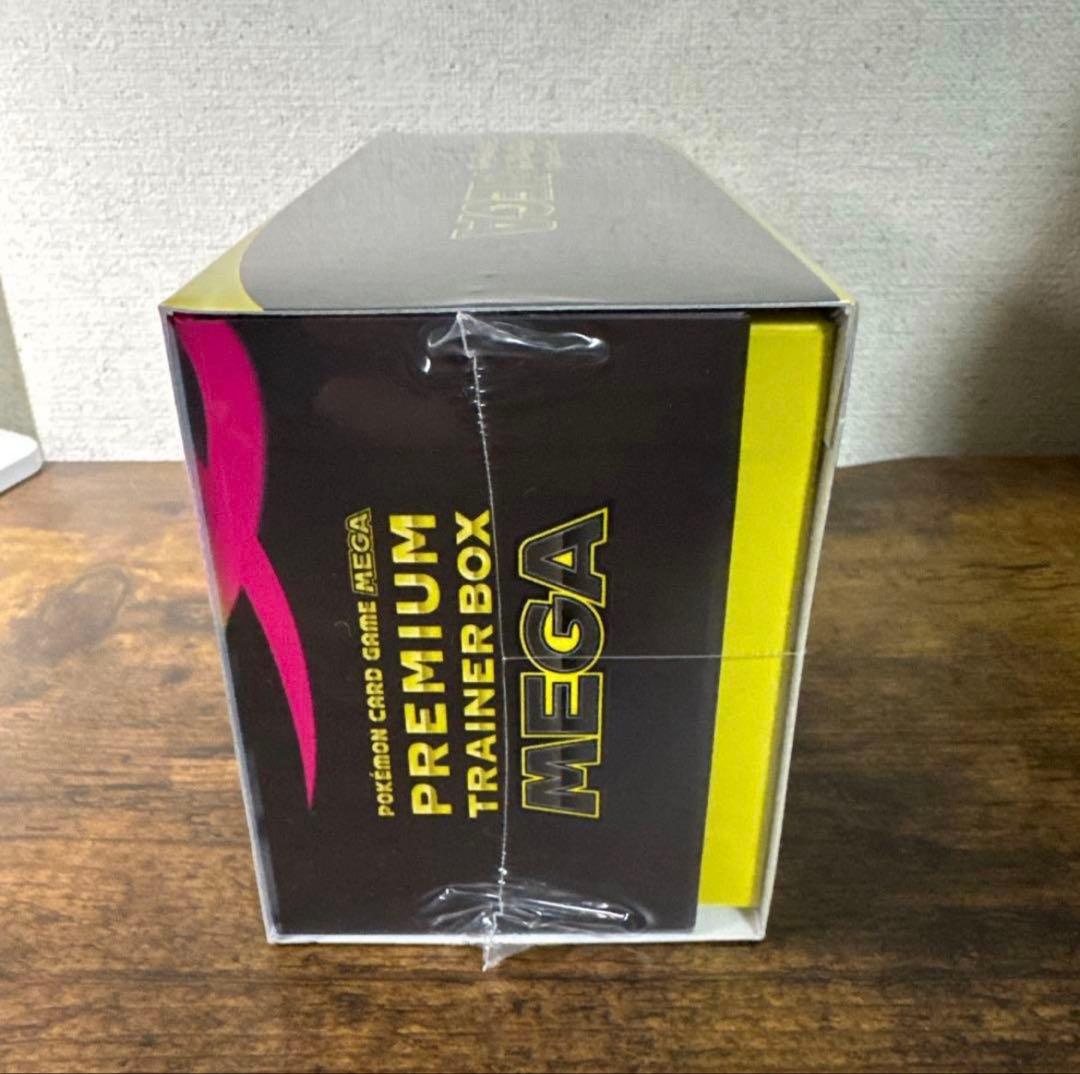 POKÉMON CARD GAME MEGA
PREMIUM
TRAINER BOX
MEGA